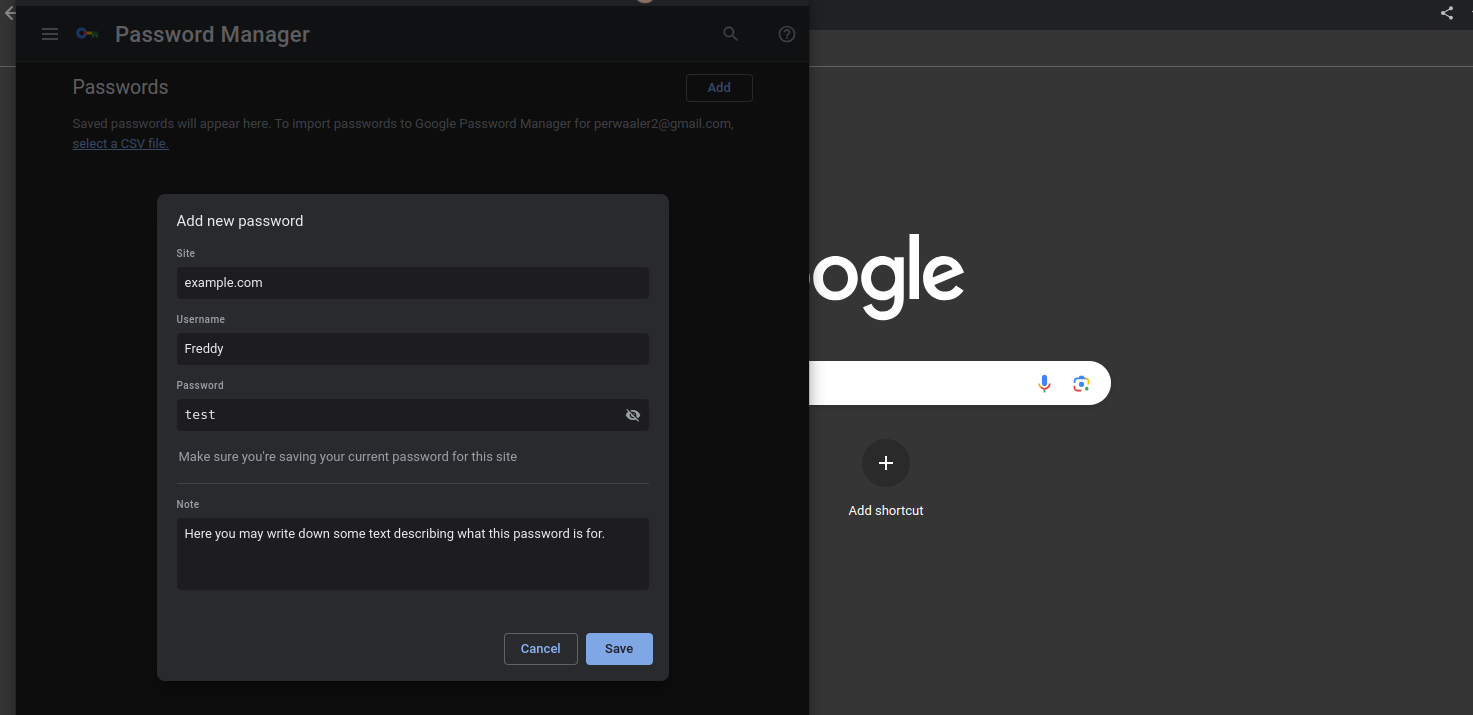 Password Manager
Passwords
Add
Saved passwords will appear here. To import passwords to Google Password Manager for perwaaler2@gmail.com,
select a CSV file.
Add new password
Site
example.com
Username
Freddy
Password
test
Make sure you're saving your current password for this site
Note
Here you may write down some text describing what this password is for.
Cancel
Save
ogle
Add shortcut